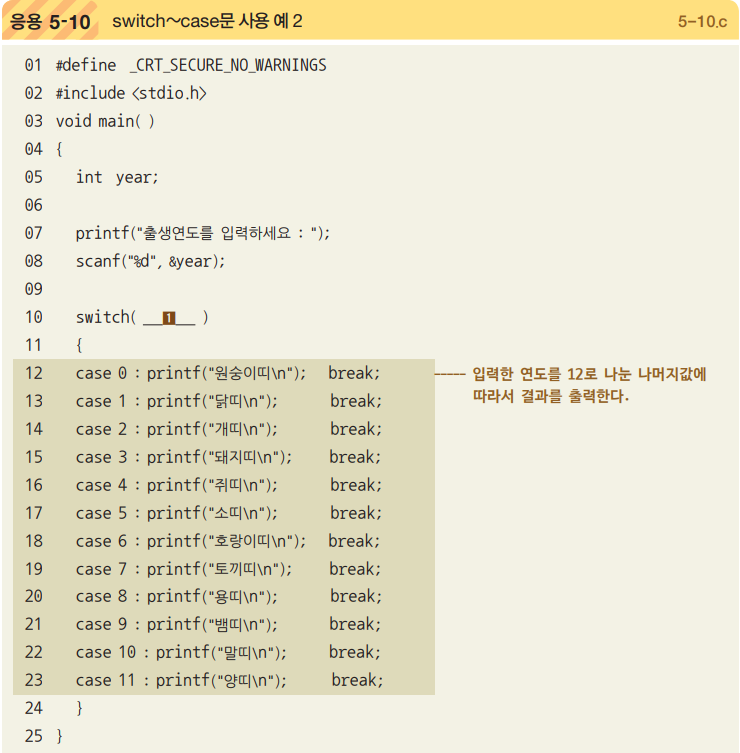 응용 5-10 switch~case문 사용 예 2 5-10.c
01 #define _CRT_SECURE_NO_WARNINGS
02 #include <stdio.h>
03 void main( )
04 {
05 int year;
06
07 printf("출생연도를 입력하세요 : ");
08 scanf("%d", &year);
09
10 switch( __1__ )
11 {
12 case 0 : printf("원숭이띠\n"); break; ----- 입력한 연도를 12로 나눈 나머지값에
따라서 결과를 출력한다.
13 case 1 : printf("닭띠\n"); break;
14 case 2 : printf("개띠\n"); break;
15 case 3 : printf("돼지띠\n"); break;
16 case 4 : printf("쥐띠\n"); break;
17 case 5 : printf("소띠\n"); break;
18 case 6 : printf("호랑이띠\n"); break;
19 case 7 : printf("토끼띠\n"); break;
20 case 8 : printf("용띠\n"); break;
21 case 9 : printf("뱀띠\n"); break;
22 case 10 : printf("말띠\n"); break;
23 case 11 : printf("양띠\n"); break;
24 }
25 }